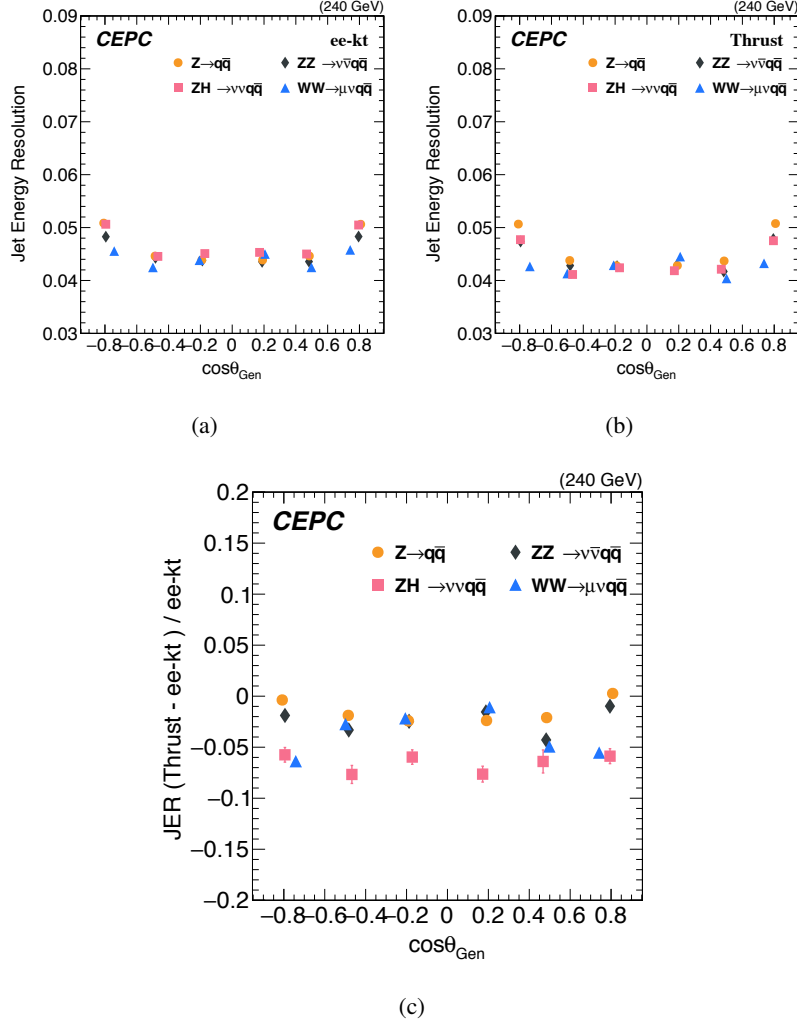 (240 GeV)
CEPC
ee-kt
Z→qq̅
ZZ →νν̅qq̅
ZH →ννqq̅
WW→μνqq̅
Jet Energy Resolution
0.09
0.08
0.07
0.06
0.05
0.04
0.03
−0.8 −0.6 −0.4 −0.2 0 0.2 0.4 0.6 0.8
cosθGen
(a)
(240 GeV)
CEPC
Thrust
Z→qq̅
ZZ →νν̅qq̅
ZH →ννqq̅
WW→μνqq̅
Jet Energy Resolution
0.09
0.08
0.07
0.06
0.05
0.04
0.03
−0.8 −0.6 −0.4 −0.2 0 0.2 0.4 0.6 0.8
cosθGen
(b)
(240 GeV)
CEPC
Z→qq̅
ZZ →νν̅qq̅
ZH →ννqq̅
WW→μνqq̅
JER (Thrust - ee-kt ) / ee-kt
0.2
0.15
0.1
0.05
0
−0.05
−0.1
−0.15
−0.2
−0.8 −0.6 −0.4 −0.2 0 0.2 0.4 0.6 0.8
cosθGen
(c)